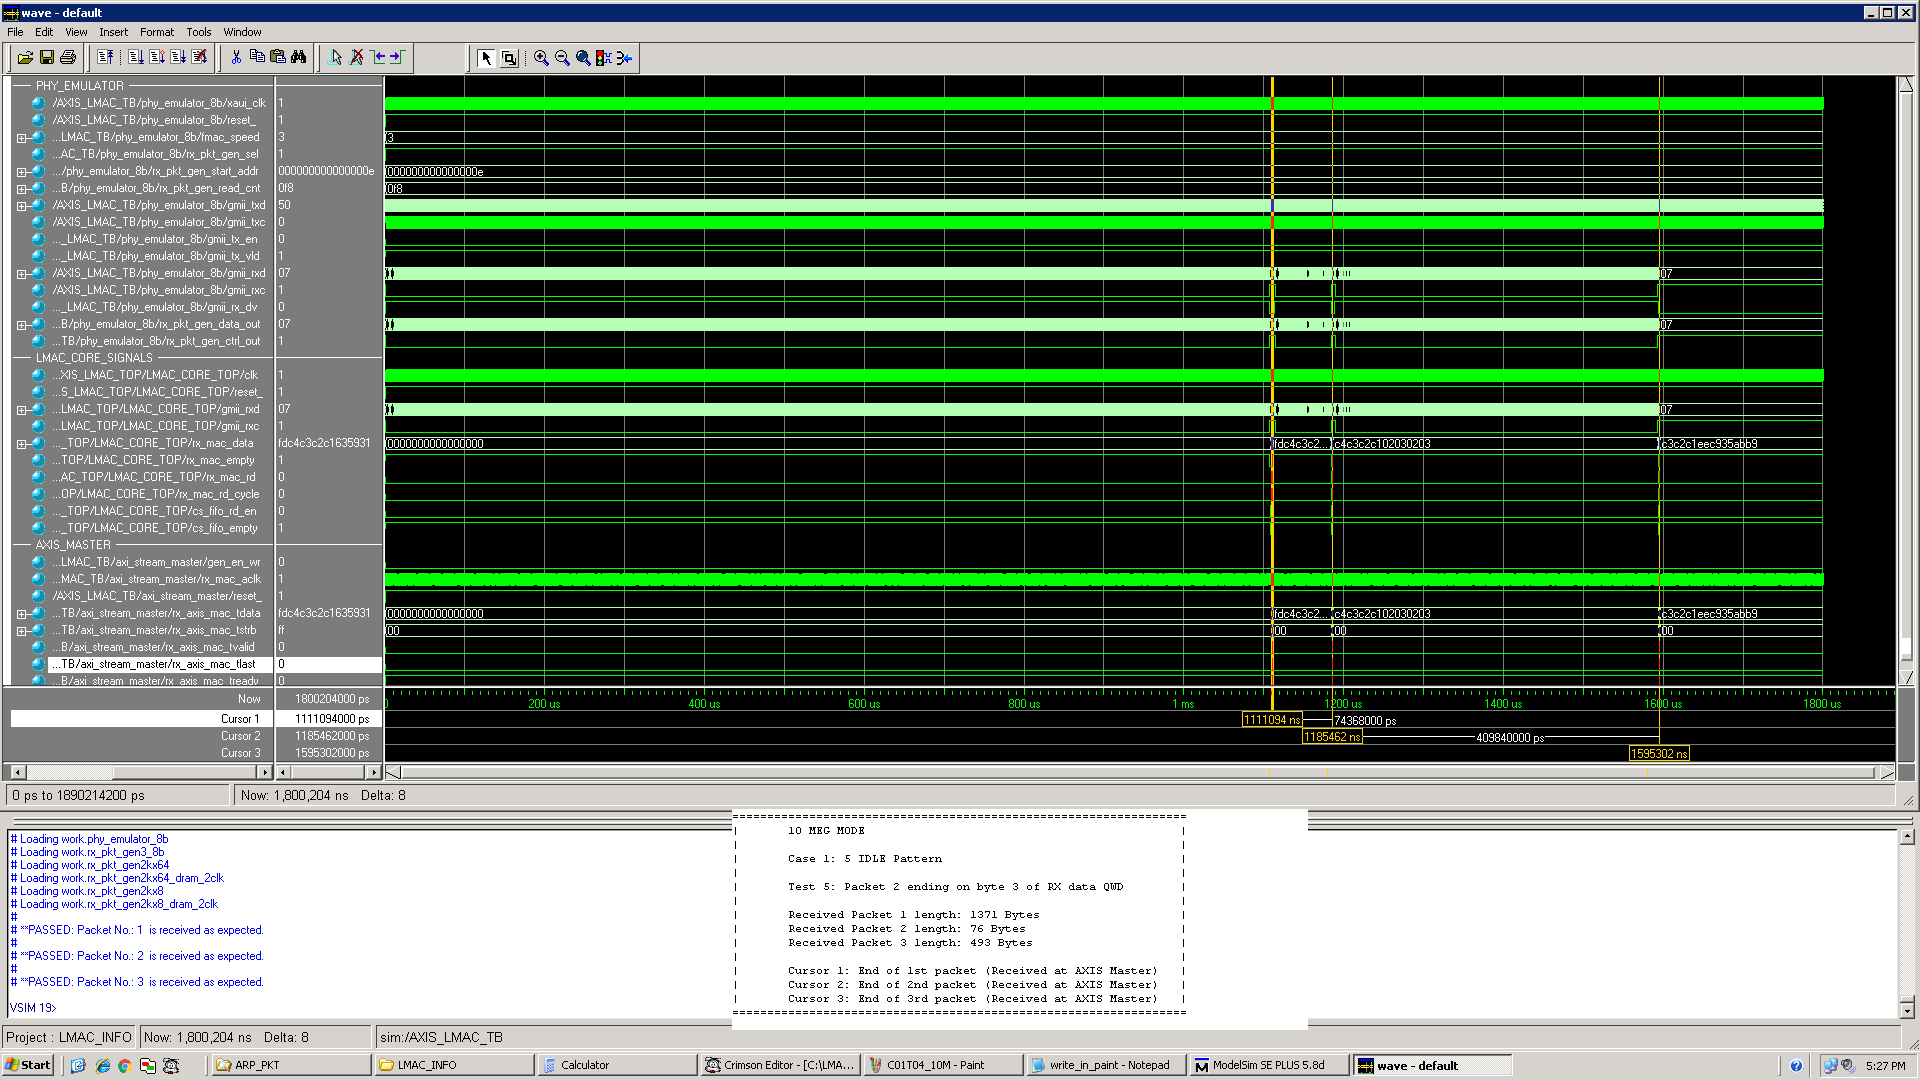 wave - default
File Edit View Insert Format Tools Window
PHY_EMULATOR
/AXIS_LMAC_TB/phy_emulator_8b/xaui_clk 1
/AXIS_LMAC_TB/phy_emulator_8b/reset_ 1
...LMAC_TB/phy_emulator_8b/fmac_speed 3 3
...AC_TB/phy_emulator_8b/rx_pkt_gen_sel 1
.../phy_emulator_8b/rx_pkt_gen_start_addr 000000000000000e 000000000000000e
...B/phy_emulator_8b/rx_pkt_gen_read_cnt 0f8 0f8
/AXIS_LMAC_TB/phy_emulator_8b/gmii_txd 50
/AXIS_LMAC_TB/phy_emulator_8b/gmii_txc 0
..._LMAC_TB/phy_emulator_8b/gmii_tx_en 0
..._LMAC_TB/phy_emulator_8b/gmii_tx_vld 1
/AXIS_LMAC_TB/phy_emulator_8b/gmii_rxd 07 07
/AXIS_LMAC_TB/phy_emulator_8b/gmii_rxc 1
..._LMAC_TB/phy_emulator_8b/gmii_rx_dv 0
...B/phy_emulator_8b/rx_pkt_gen_data_out 07 07
...TB/phy_emulator_8b/rx_pkt_gen_ctrl_out 1
LMAC_CORE_SIGNALS
...XIS_LMAC_TOP/LMAC_CORE_TOP/clk 1
...S_LMAC_TOP/LMAC_CORE_TOP/reset_ 1
...LMAC_TOP/LMAC_CORE_TOP/gmii_rxd 07 07
...LMAC_TOP/LMAC_CORE_TOP/gmii_rxc 1
..._TOP/LMAC_CORE_TOP/rx_mac_data fdc4c3c2c1635931 0000000000000000 fdc4c3c2... c4c3c2c102030203 c3c2c1eec935abb9
...TOP/LMAC_CORE_TOP/rx_mac_empty 1
...AC_TOP/LMAC_CORE_TOP/rx_mac_rd 0
...OP/LMAC_CORE_TOP/rx_mac_rd_cycle 0
..._TOP/LMAC_CORE_TOP/cs_fifo_rd_en 0
..._TOP/LMAC_CORE_TOP/cs_fifo_empty 1
AXIS_MASTER
...LMAC_TB/axi_stream_master/gen_en_wr 0
...MAC_TB/axi_stream_master/rx_mac_aclk 1
/AXIS_LMAC_TB/axi_stream_master/reset_ 1
...TB/axi_stream_master/rx_axis_mac_tdata fdc4c3c2c1635931 0000000000000000 fdc4c3c2... c4c3c2c102030203 c3c2c1eec935abb9
...TB/axi_stream_master/rx_axis_mac_tstrb ff 00 00 00 00
...B/axi_stream_master/rx_axis_mac_tvalid 0
...TB/axi_stream_master/rx_axis_mac_tlast 0
...B/axi_stream_master/rx_axis_mac_tready 0
Now 1800204000 ps 200 us 400 us 600 us 800 us 1 ms 1200 us 1400 us 1600 us 1800 us
Cursor 1 1111094000 ps 1111094 ns 74368000 ps
Cursor 2 1185462000 ps 1185462 ns 409840000 ps
Cursor 3 1595302000 ps 1595302 ns
0 ps to 1890214200 ps Now: 1,800,204 ns Delta: 8
# Loading work.phy_emulator_8b
# Loading work.rx_pkt_gen3_8b
# Loading work.rx_pkt_gen2kx64
# Loading work.rx_pkt_gen2kx64_dram_2clk
# Loading work.rx_pkt_gen2kx8
# Loading work.rx_pkt_gen2kx8_dram_2clk
#
# **PASSED: Packet No.: 1 is received as expected.
#
# **PASSED: Packet No.: 2 is received as expected.
#
# **PASSED: Packet No.: 3 is received as expected.
VSIM 19>
10 MEG MODE
Case 1: 5 IDLE Pattern
Test 5: Packet 2 ending on byte 3 of RX data QWD
Received Packet 1 length: 1371 Bytes
Received Packet 2 length: 76 Bytes
Received Packet 3 length: 493 Bytes
Cursor 1: End of 1st packet (Received at AXIS Master)
Cursor 2: End of 2nd packet (Received at AXIS Master)
Cursor 3: End of 3rd packet (Received at AXIS Master)
Project : LMAC_INFO Now: 1,800,204 ns Delta: 8 sim:/AXIS_LMAC_TB
Start ARP_PKT LMAC_INFO Calculator Crimson Editor - [C:\LMA... C01T04_10M - Paint write_in_paint - Notepad ModelSim SE PLUS 5.8d wave - default 5:27 PM